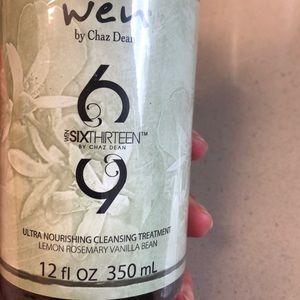 wen
by Chaz Dean
6
WEN SIXTHIRTEEN™
BY CHAZ DEAN
9
ULTRA NOURISHING CLEANSING TREATMENT
LEMON ROSEMARY VANILLA BEAN
12 fl OZ 350 mL